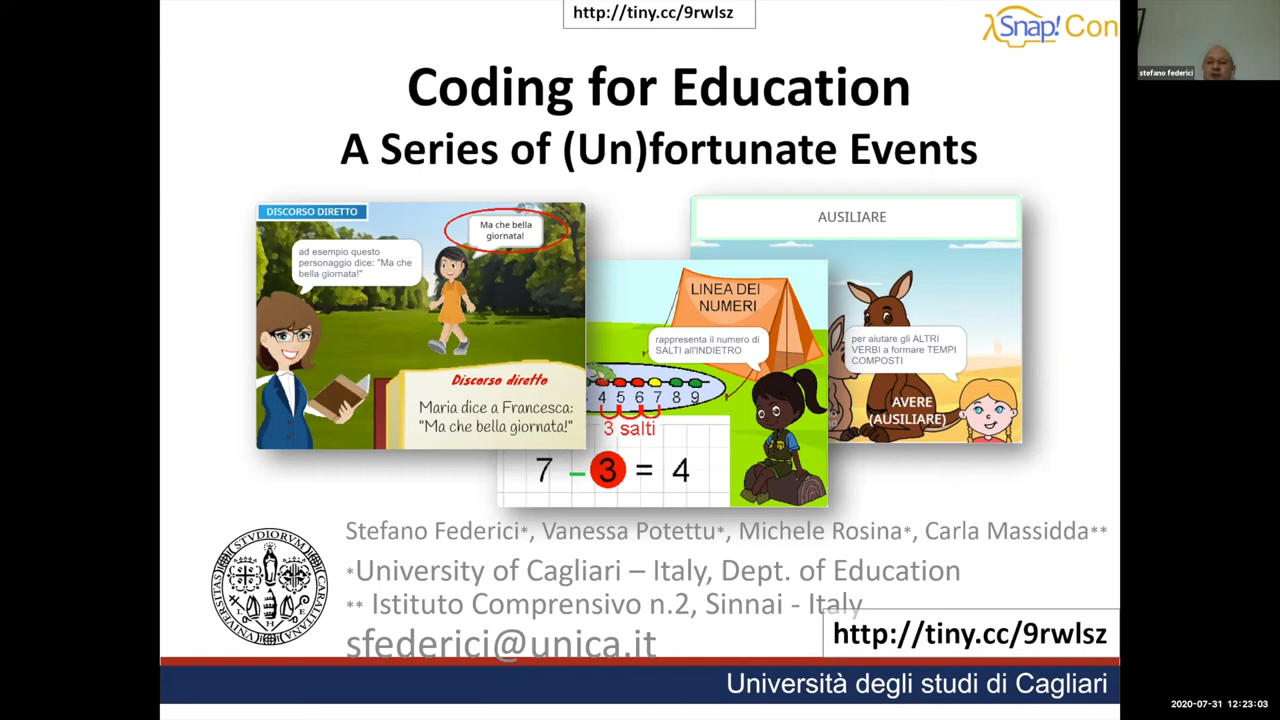 http://tiny.cc/9rwlsz
λSnap! Con
stefano federici
Coding for Education
A Series of (Un)fortunate Events
DISCORSO DIRETTO
Ma che bella
giornata!
ad esempio questo
personaggio dice: "Ma che
bella giornata!"
Discorso diretto
Maria dice a Francesca:
"Ma che bella giornata!"
LINEA DEI
NUMERI
rappresenta il numero di
SALTI all'INDIETRO
4 5 6 7 8 9
3 salti
7 - 3 = 4
AUSILIARE
per aiutare gli ALTRI
VERBI a formare TEMPI
COMPOSTI
AVERE
(AUSILIARE)
Stefano Federici*, Vanessa Potettu*, Michele Rosina*, Carla Massidda**
*University of Cagliari – Italy, Dept. of Education
** Istituto Comprensivo n.2, Sinnai - Italy
sfederici@unica.it
http://tiny.cc/9rwlsz
Università degli studi di Cagliari
2020-07-31 12:23:03